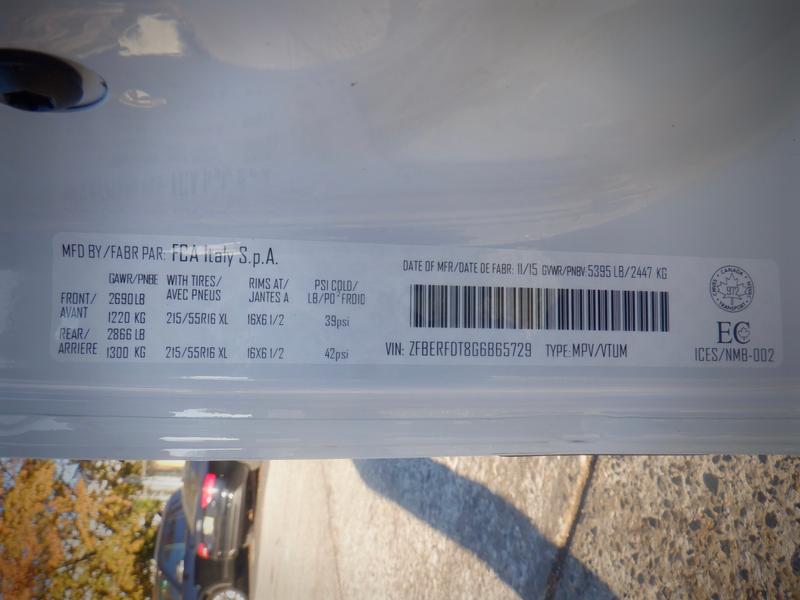 MFD BY/FABR PAR: FCA Italy S.p.A.
GAWR/PNBE WITH TIRES/ AVEC PNEUS RIMS AT/ JANTES A PSI COLD/ LB/PO² FROID
FRONT/ AVANT 2690 LB
1220 KG 215/55R16 XL 16X6 1/2 39psi
REAR/ ARRIERE 2866 LB
1300 KG 215/55R16 XL 16X6 1/2 42psi
DATE OF MFR/DATE DE FABR: 11/15 GVWR/PNBV: 5395 LB/2447 KG
VIN: ZFBERFDT8G6B65729 TYPE: MPV/VTUM
CANADA
TRANSPORT
972
EC
ICES/NMB-002